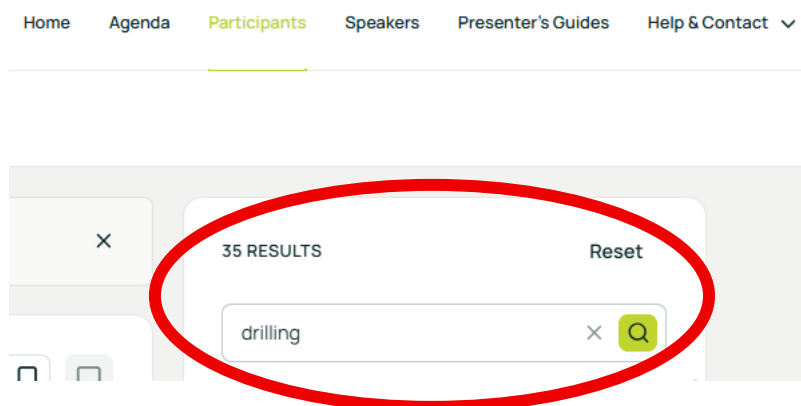 Home Agenda Participants Speakers Presenter's Guides Help & Contact
35 RESULTS Reset
drilling